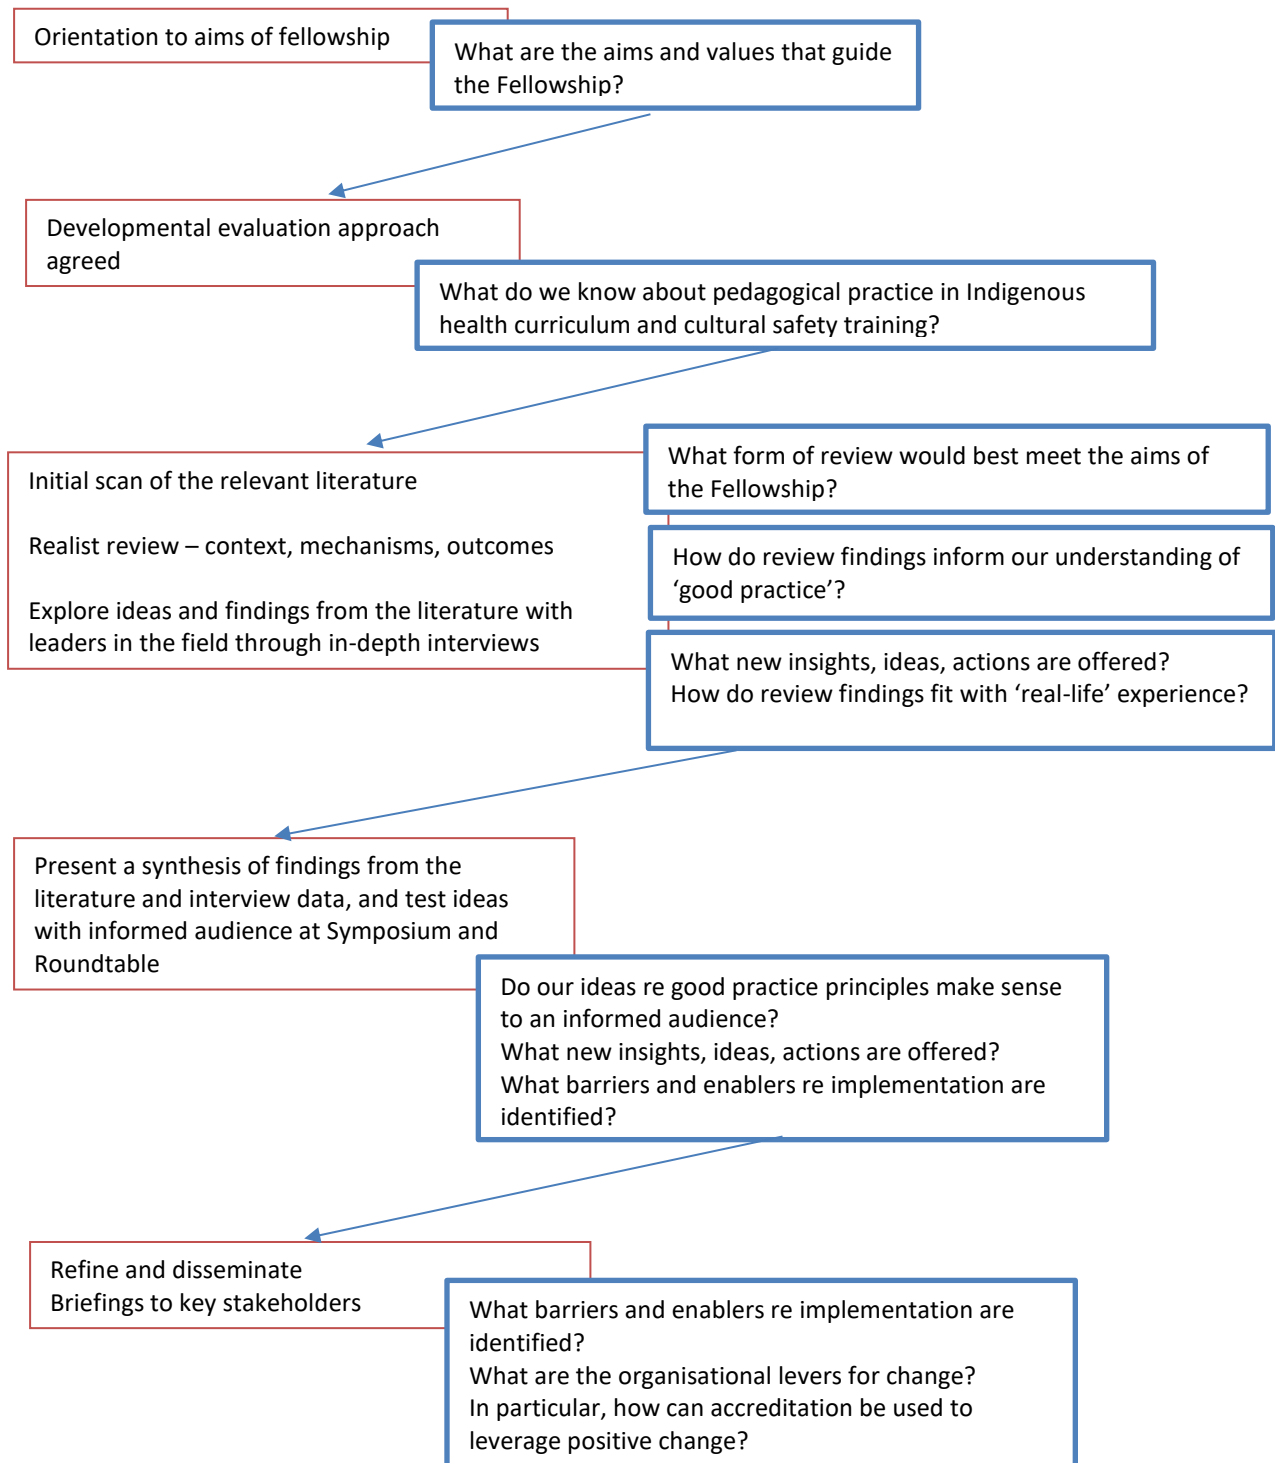 Orientation to aims of fellowship
What are the aims and values that guide
the Fellowship?
Developmental evaluation approach
agreed
What do we know about pedagogical practice in Indigenous
health curriculum and cultural safety training?
Initial scan of the relevant literature
Realist review – context, mechanisms, outcomes
Explore ideas and findings from the literature with
leaders in the field through in-depth interviews
What form of review would best meet the aims of
the Fellowship?
How do review findings inform our understanding of
‘good practice’?
What new insights, ideas, actions are offered?
How do review findings fit with ‘real-life’ experience?
Present a synthesis of findings from the
literature and interview data, and test ideas
with informed audience at Symposium and
Roundtable
Do our ideas re good practice principles make sense
to an informed audience?
What new insights, ideas, actions are offered?
What barriers and enablers re implementation are
identified?
Refine and disseminate
Briefings to key stakeholders
What barriers and enablers re implementation are
identified?
What are the organisational levers for change?
In particular, how can accreditation be used to
leverage positive change?